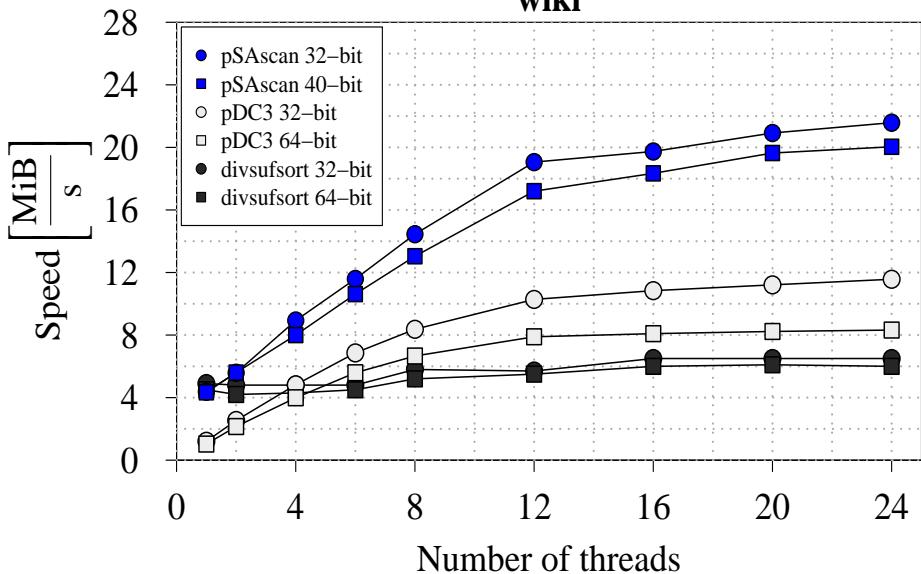 wiki
28
24
20
16
12
8
4
0
Speed [MiB/s]
pSAscan 32−bit
pSAscan 40−bit
pDC3 32−bit
pDC3 64−bit
divsufsort 32−bit
divsufsort 64−bit
0 4 8 12 16 20 24
Number of threads